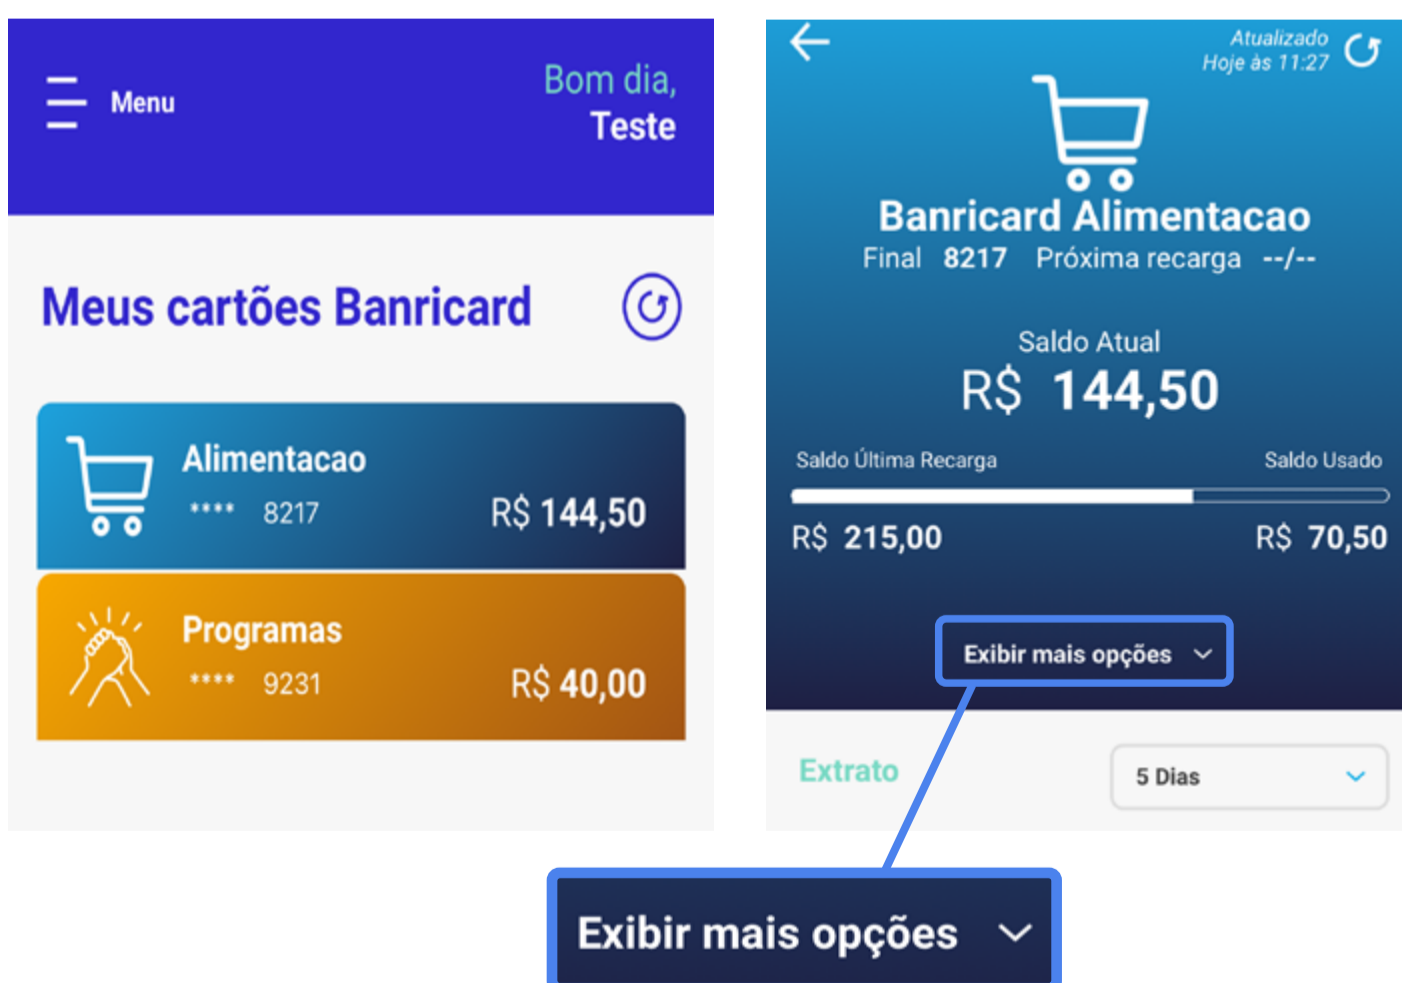 Menu
Bom dia,
Teste
Meus cartões Banricard
Alimentacao
**** 8217
R$ 144,50
Programas
**** 9231
R$ 40,00
Atualizado
Hoje às 11:27
Banricard Alimentacao
Final 8217 Próxima recarga --/--
Saldo Atual
R$ 144,50
Saldo Última Recarga
Saldo Usado
R$ 215,00
R$ 70,50
Exibir mais opções
Extrato
5 Dias
Exibir mais opções